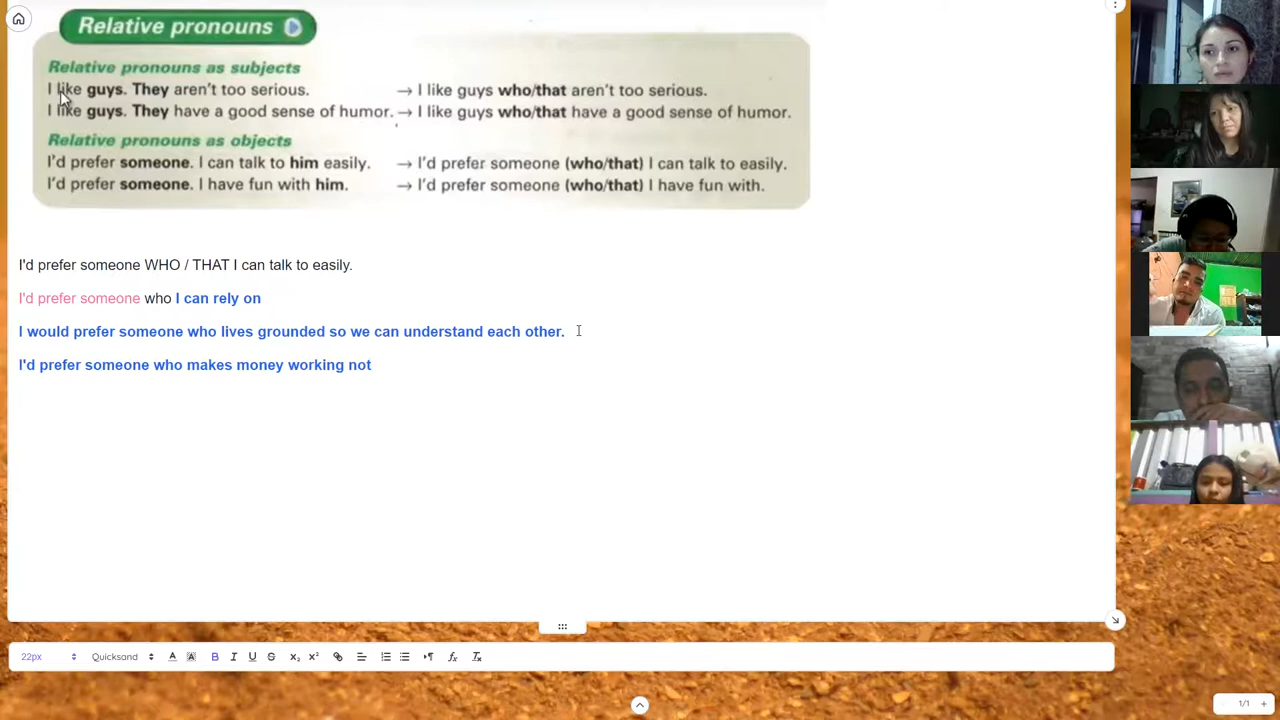 Relative pronouns
Relative pronouns as subjects
I like guys. They aren't too serious. → I like guys who/that aren't too serious.
I like guys. They have a good sense of humor. → I like guys who/that have a good sense of humor.
Relative pronouns as objects
I'd prefer someone. I can talk to him easily. → I'd prefer someone (who/that) I can talk to easily.
I'd prefer someone. I have fun with him. → I'd prefer someone (who/that) I have fun with.
I'd prefer someone WHO / THAT I can talk to easily.
I'd prefer someone who I can rely on
I would prefer someone who lives grounded so we can understand each other.
I'd prefer someone who makes money working not
22px Quicksand
1/1